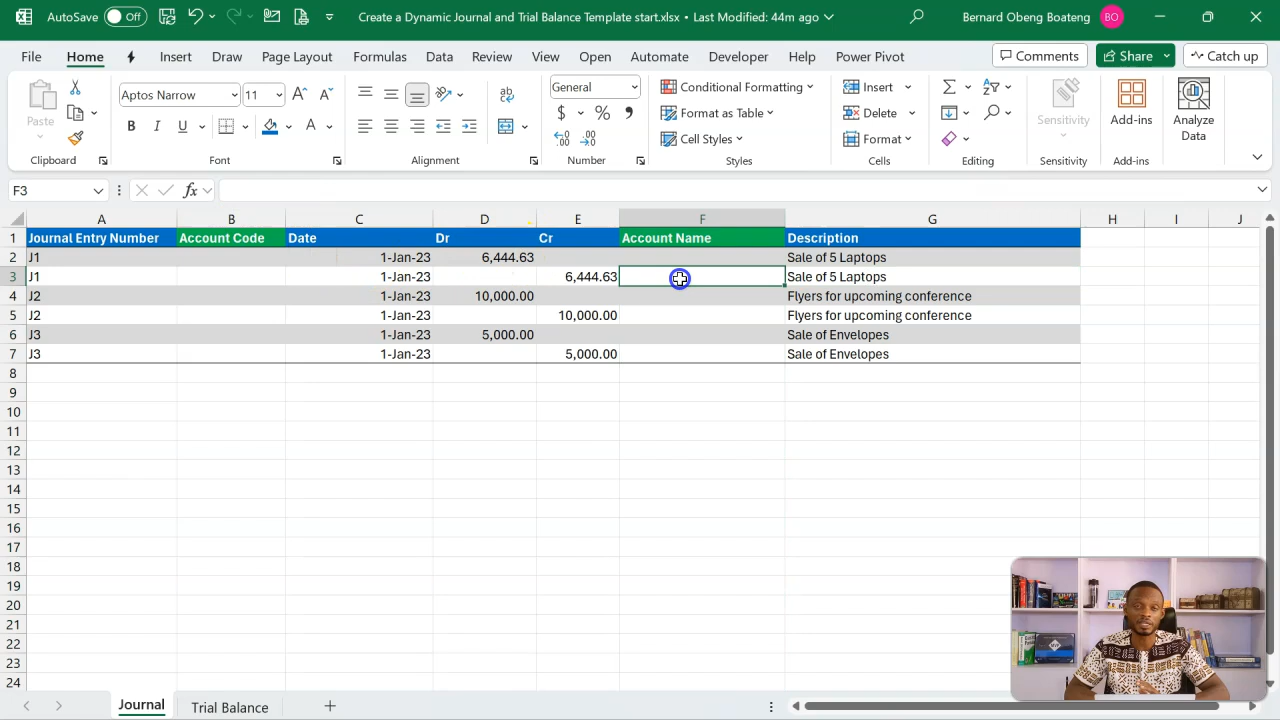 AutoSave Off Create a Dynamic Journal and Trial Balance Template start.xlsx • Last Modified: 44m ago Bernard Obeng Boateng BO
File Home Insert Draw Page Layout Formulas Data Review View Open Automate Developer Help Power Pivot Comments Share Catch up
Paste
Clipboard
Aptos Narrow 11 A^ A˅
B I U A
Font
ab
Alignment
General
$ % 9
Number
Conditional Formatting
Format as Table
Cell Styles
Styles
Insert
Delete
Format
Cells
Editing
Sensitivity
Sensitivity
Add-ins
Add-ins
Analyze
Data
F3 fx
A B C D E F G H I J
1 Journal Entry Number Account Code Date Dr Cr Account Name Description
2 J1 1-Jan-23 6,444.63 Sale of 5 Laptops
3 J1 1-Jan-23 6,444.63 Sale of 5 Laptops
4 J2 1-Jan-23 10,000.00 Flyers for upcoming conference
5 J2 1-Jan-23 10,000.00 Flyers for upcoming conference
6 J3 1-Jan-23 5,000.00 Sale of Envelopes
7 J3 1-Jan-23 5,000.00 Sale of Envelopes
8
9
10
11
12
13
14
15
16
17
18
19
20
21
22
23
24
Journal Trial Balance